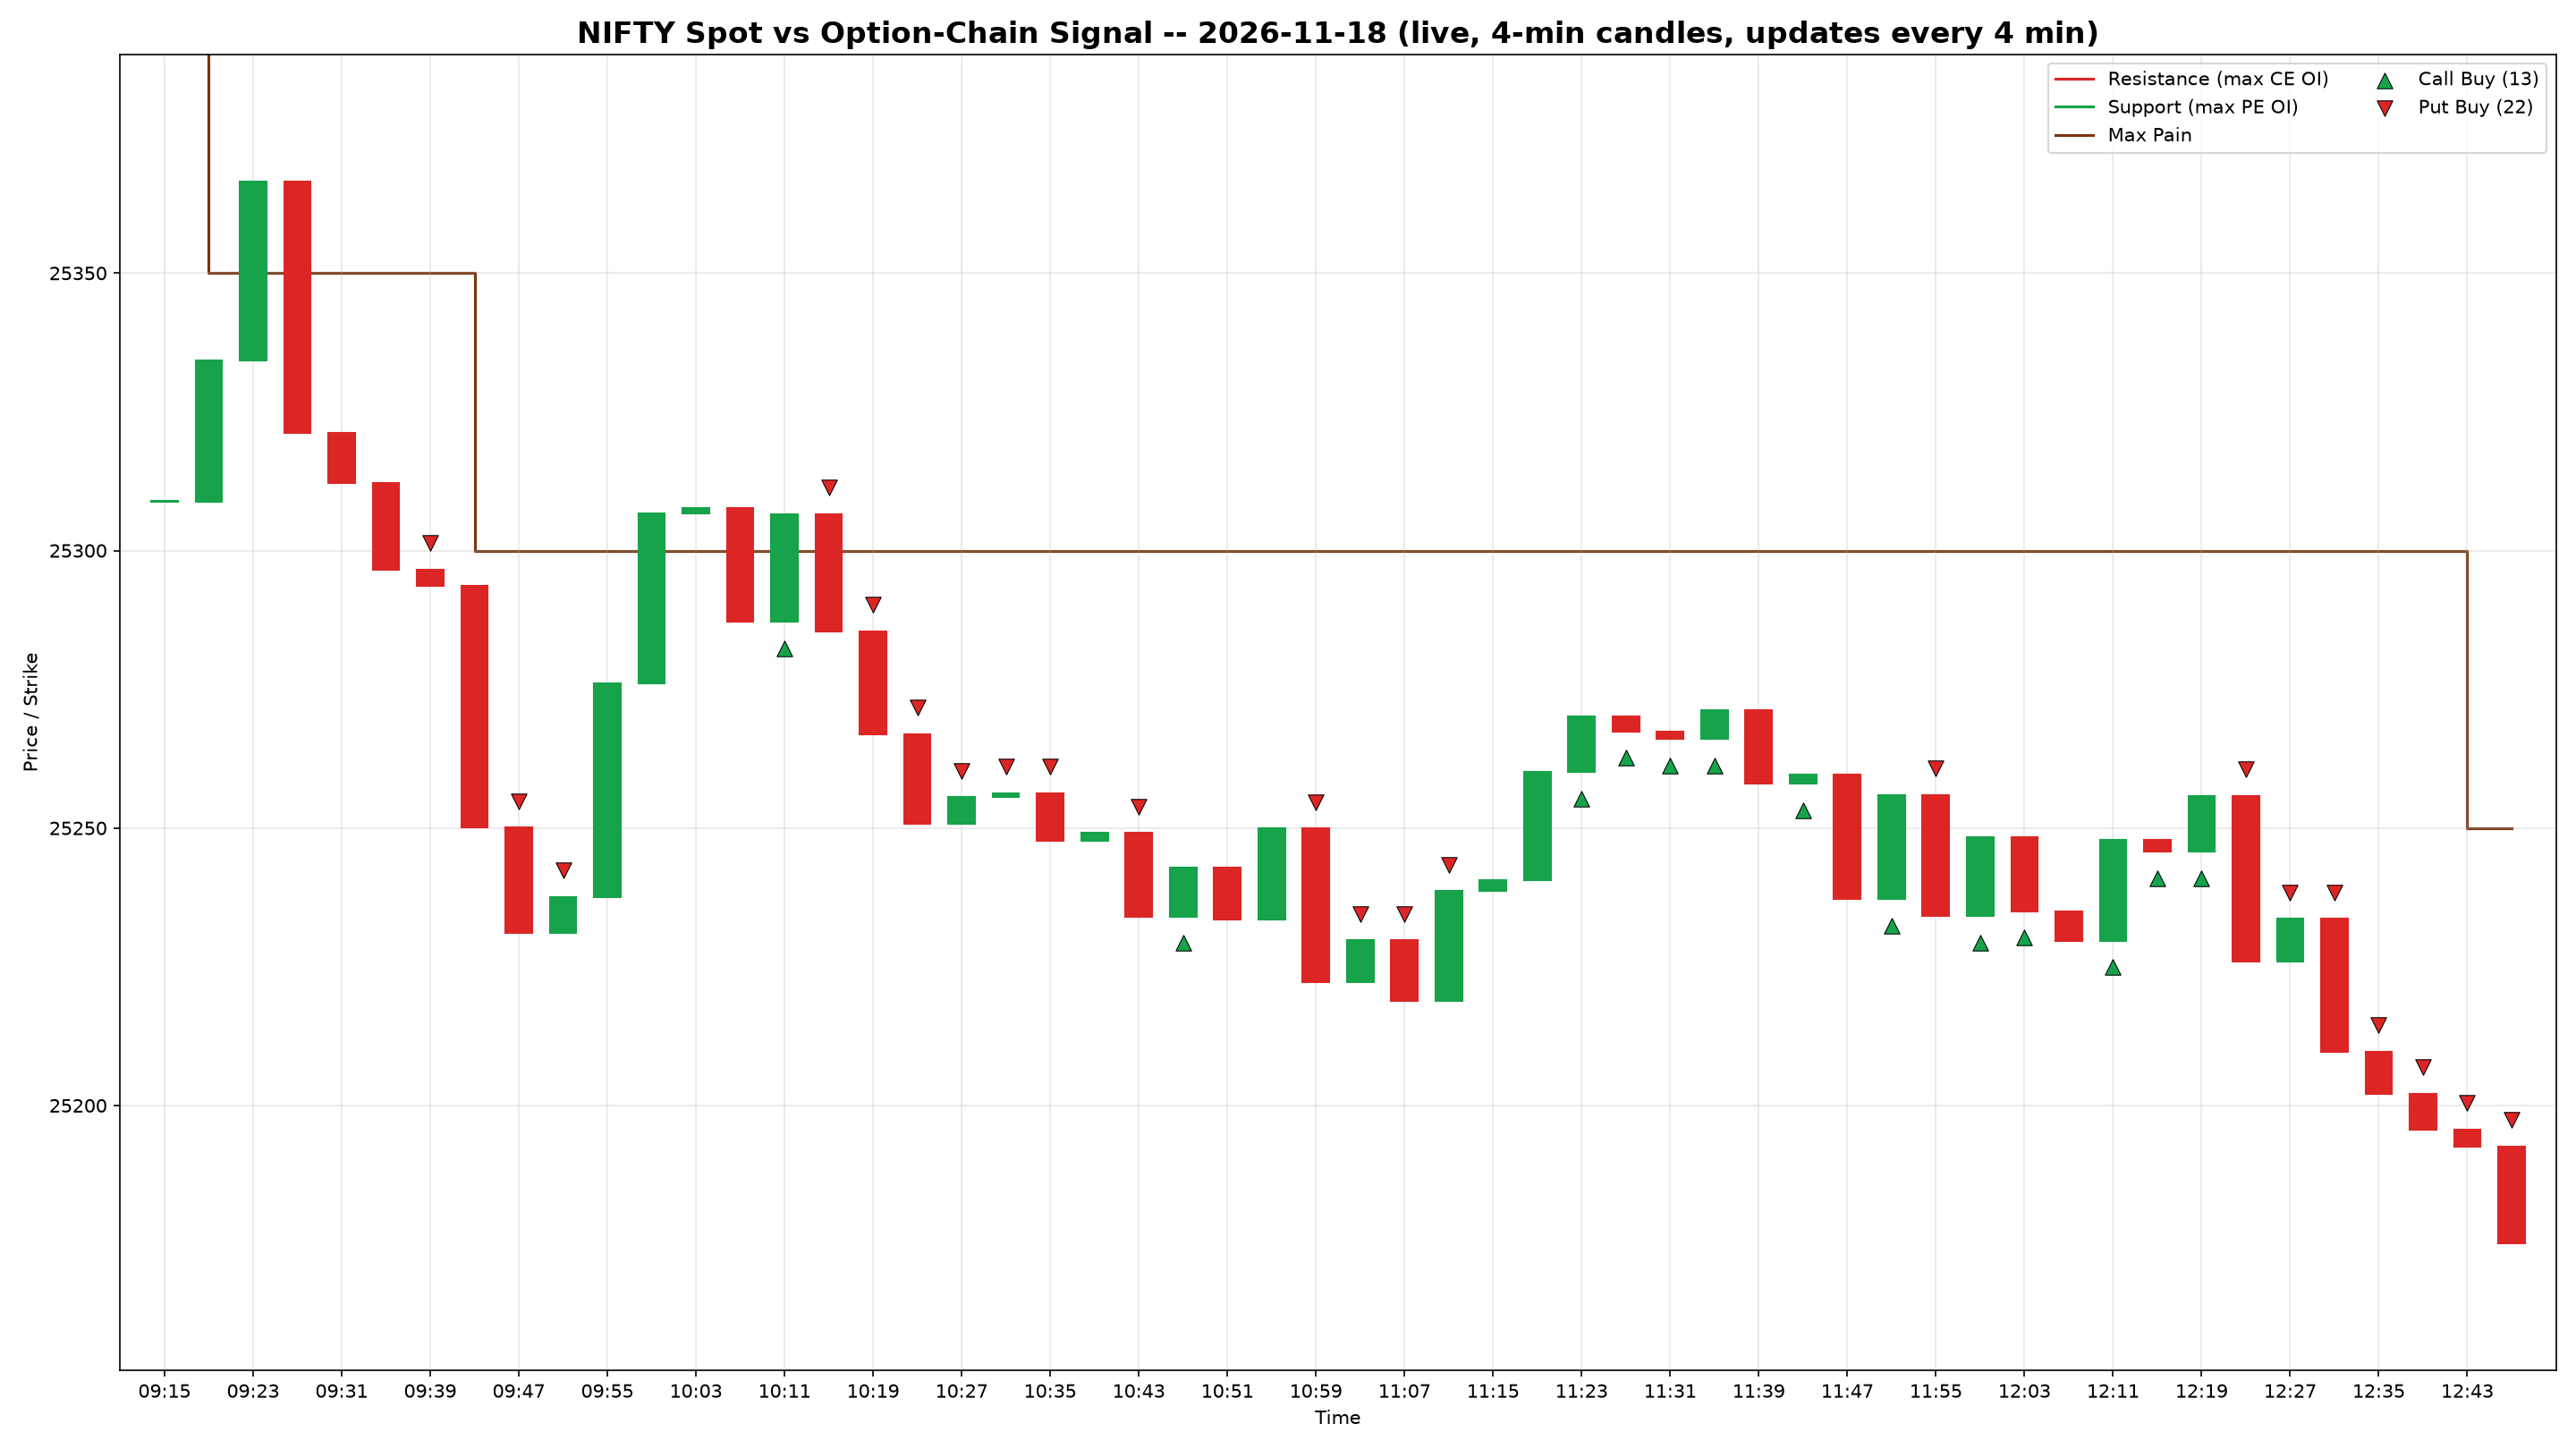 NIFTY Spot vs Option-Chain Signal -- 2026-11-18 (live, 4-min candles, updates every 4 min)
Resistance (max CE OI)
Support (max PE OI)
Max Pain
Call Buy (13)
Put Buy (22)
Price / Strike
25350
25300
25250
25200
09:15 09:23 09:31 09:39 09:47 09:55 10:03 10:11 10:19 10:27 10:35 10:43 10:51 10:59 11:07 11:15 11:23 11:31 11:39 11:47 11:55 12:03 12:11 12:19 12:27 12:35 12:43
Time